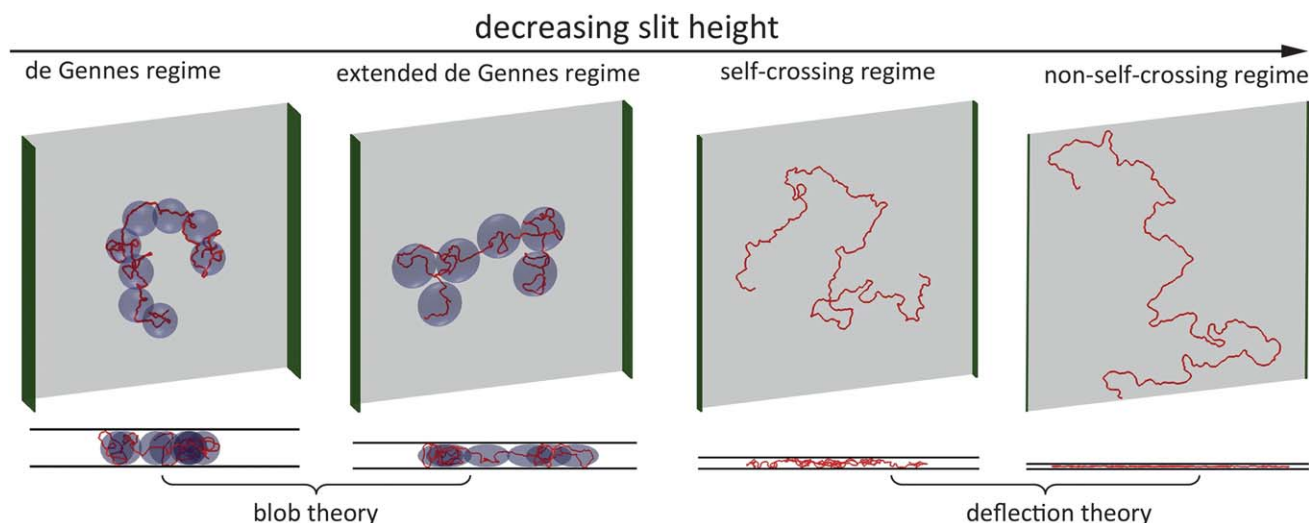 decreasing slit height
de Gennes regime
extended de Gennes regime
self-crossing regime
non-self-crossing regime
blob theory
deflection theory